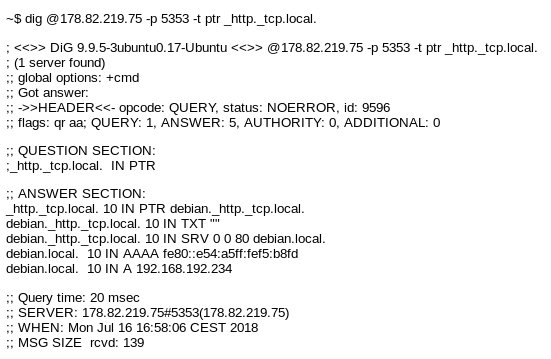 ~$ dig @178.82.219.75 -p 5353 -t ptr _http._tcp.local.
; <<>> DiG 9.9.5-3ubuntu0.17-Ubuntu <<>> @178.82.219.75 -p 5353 -t ptr _http._tcp.local.
; (1 server found)
;; global options: +cmd
;; Got answer:
;; ->>HEADER<<- opcode: QUERY, status: NOERROR, id: 9596
;; flags: qr aa; QUERY: 1, ANSWER: 5, AUTHORITY: 0, ADDITIONAL: 0
;; QUESTION SECTION:
;_http._tcp.local.  IN PTR
;; ANSWER SECTION:
_http._tcp.local. 10 IN PTR debian._http._tcp.local.
debian._http._tcp.local. 10 IN TXT ""
debian._http._tcp.local. 10 IN SRV 0 0 80 debian.local.
debian.local.  10 IN AAAA fe80::e54:a5ff:fef5:b8fd
debian.local.  10 IN A 192.168.192.234
;; Query time: 20 msec
;; SERVER: 178.82.219.75#5353(178.82.219.75)
;; WHEN: Mon Jul 16 16:58:06 CEST 2018
;; MSG SIZE  rcvd: 139